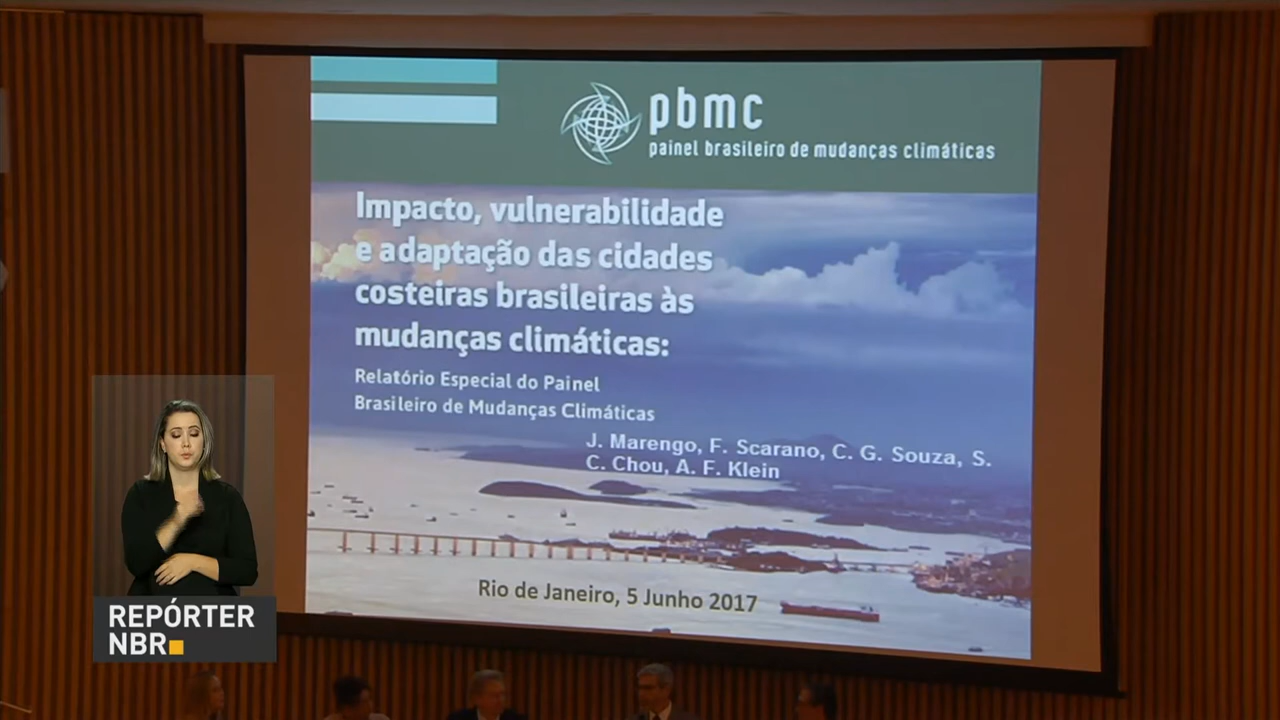 pbmc
painel brasileiro de mudanças climáticas
Impacto, vulnerabilidade
e adaptação das cidades
costeiras brasileiras às
mudanças climáticas:
Relatório Especial do Painel
Brasileiro de Mudanças Climáticas
J. Marengo, F. Scarano, C. G. Souza, S.
C. Chou, A. F. Klein
Rio de Janeiro, 5 Junho 2017
REPÓRTER
NBR